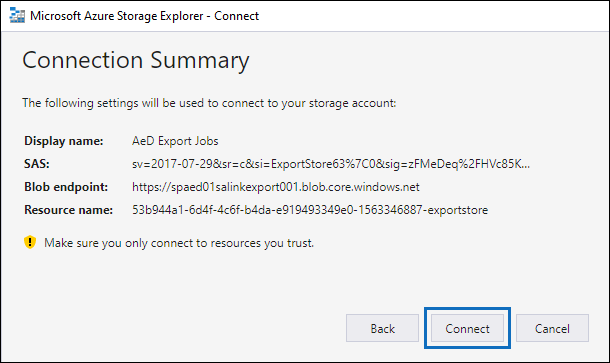 Microsoft Azure Storage Explorer - Connect
Connection Summary
The following settings will be used to connect to your storage account:
Display name: AeD Export Jobs
SAS: sv=2017-07-29&sr=c&si=ExportStore63%7C0&sig=zFMeDeq%2FHVc85K...
Blob endpoint: https://spaed01salinkexport001.blob.core.windows.net
Resource name: 53b944a1-6d4f-4c6f-b4da-e919493349e0-1563346887-exportstore
Make sure you only connect to resources you trust.
Back Connect Cancel